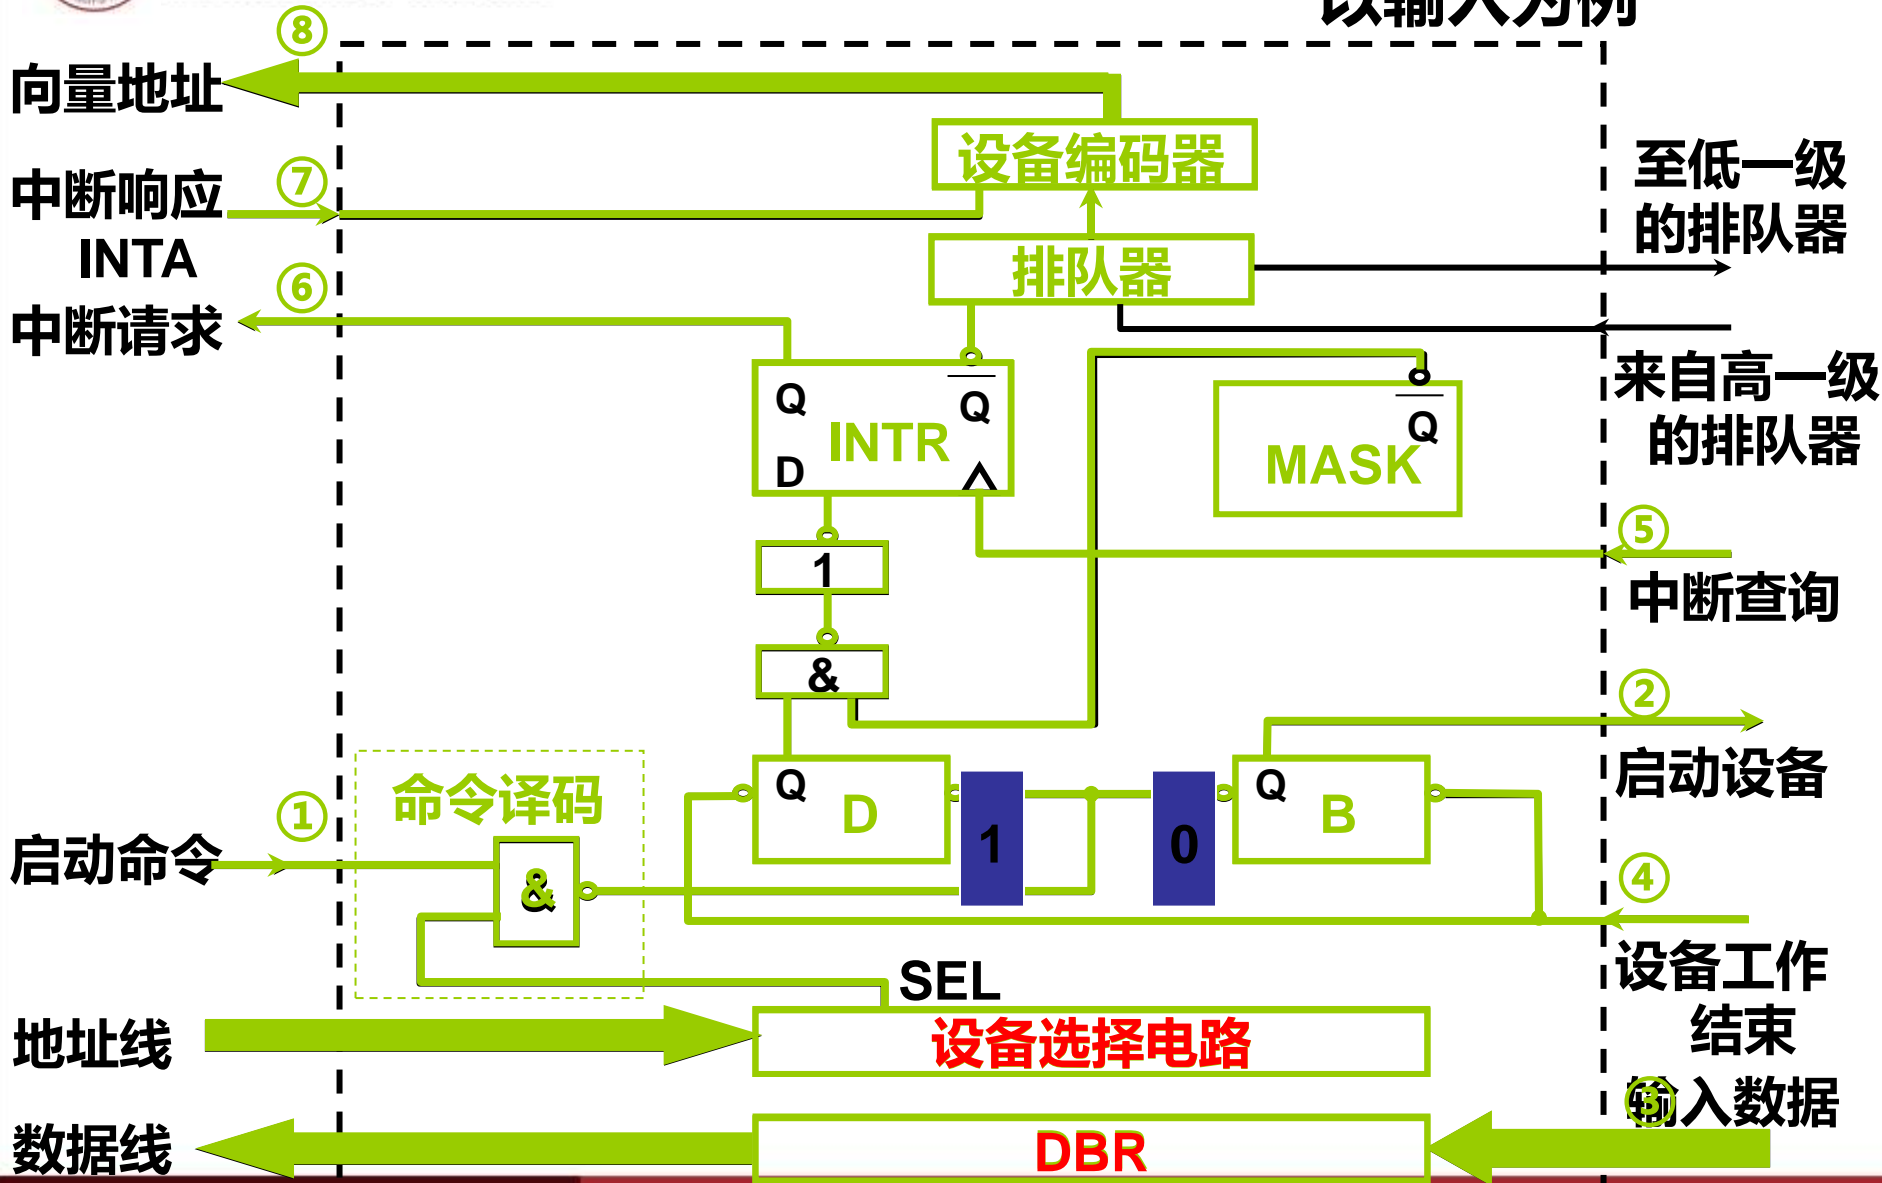 以输入为例
⑧
向量地址
设备编码器
至低一级
的排队器
⑦
中断响应
INTA
排队器
⑥
中断请求
来自高一级
的排队器
Q
Q
INTR
D
Q
MASK
⑤
中断查询
1
&
②
启动设备
命令译码
Q
D
1
0
Q
B
①
启动命令
&
④
设备工作
结束
SEL
地址线
设备选择电路
③
输入数据
数据线
DBR